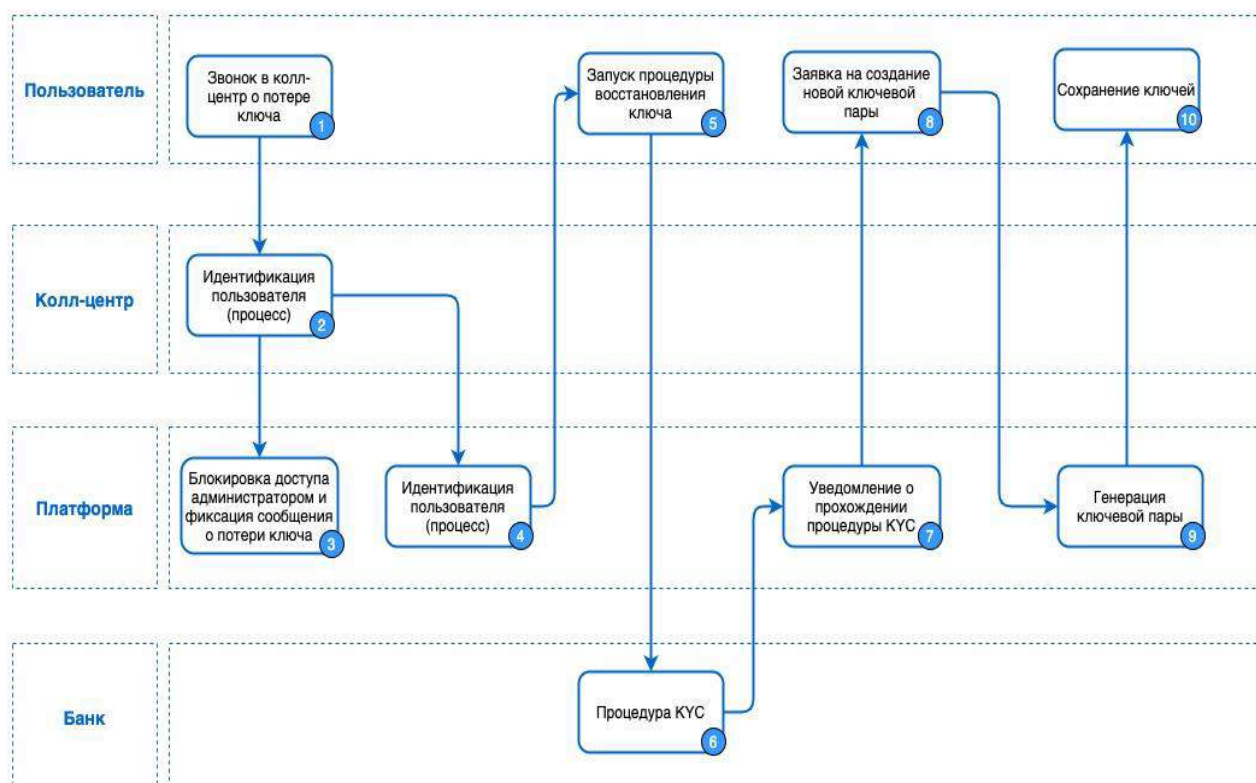 Пользователь
Звонок в колл-
центр о потере
ключа
1
Запуск процедуры
восстановления
ключа
5
Заявка на создание
новой ключевой
пары
8
Сохранение ключей
10
Колл-центр
Идентификация
пользователя
(процесс)
2
Платформа
Блокировка доступа
администратором и
фиксация сообщения
о потери ключа
3
Идентификация
пользователя
(процесс)
4
Уведомление о
прохождении
процедуры KYC
7
Генерация
ключевой пары
9
Банк
Процедура KYC
6